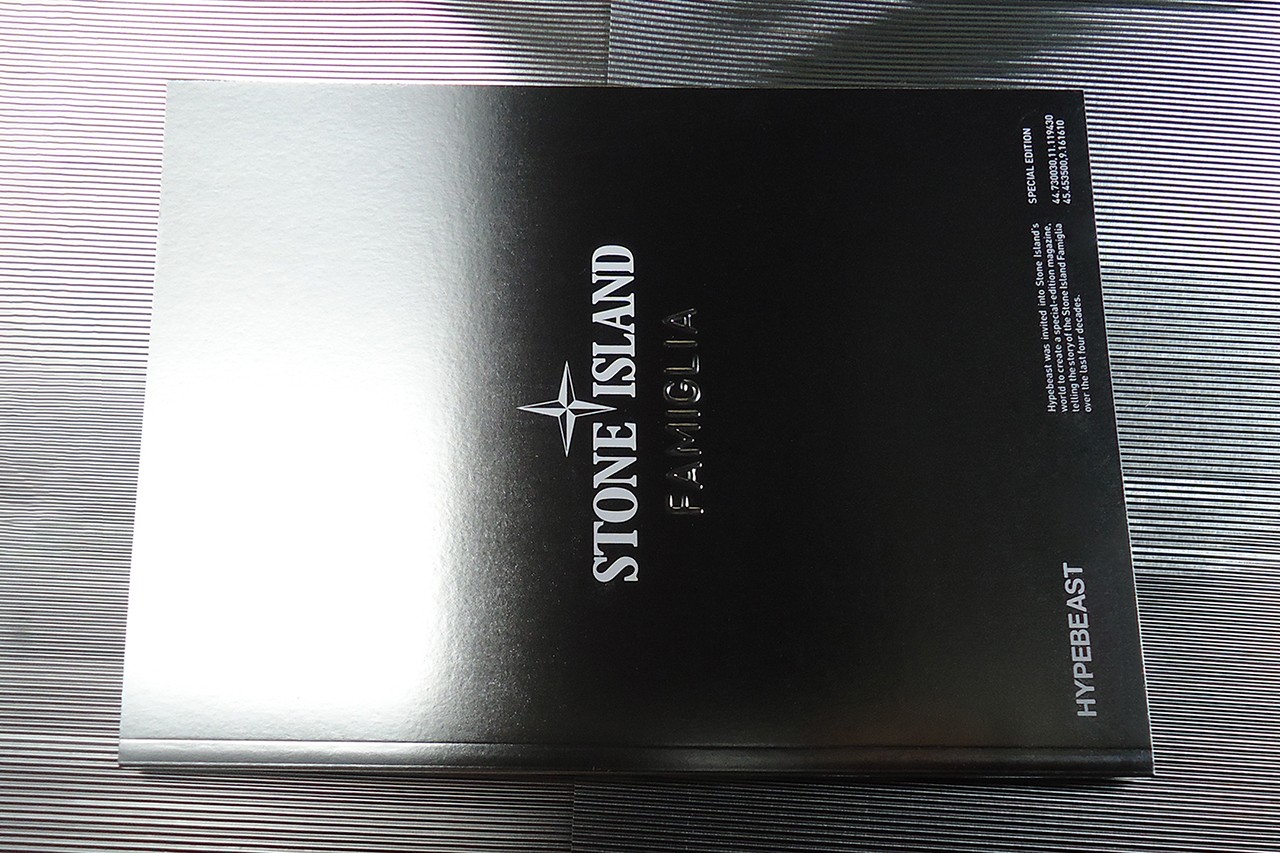 STONE ISLAND
FAMIGLIA
HYPEBEAST
Hypebeast was invited into Stone Island's
world to create a special-edition magazine,
telling the story of the Stone Island Famiglia
over the last four decades.
SPECIAL EDITION
44.730030,11.119430
45.453500,9.161610